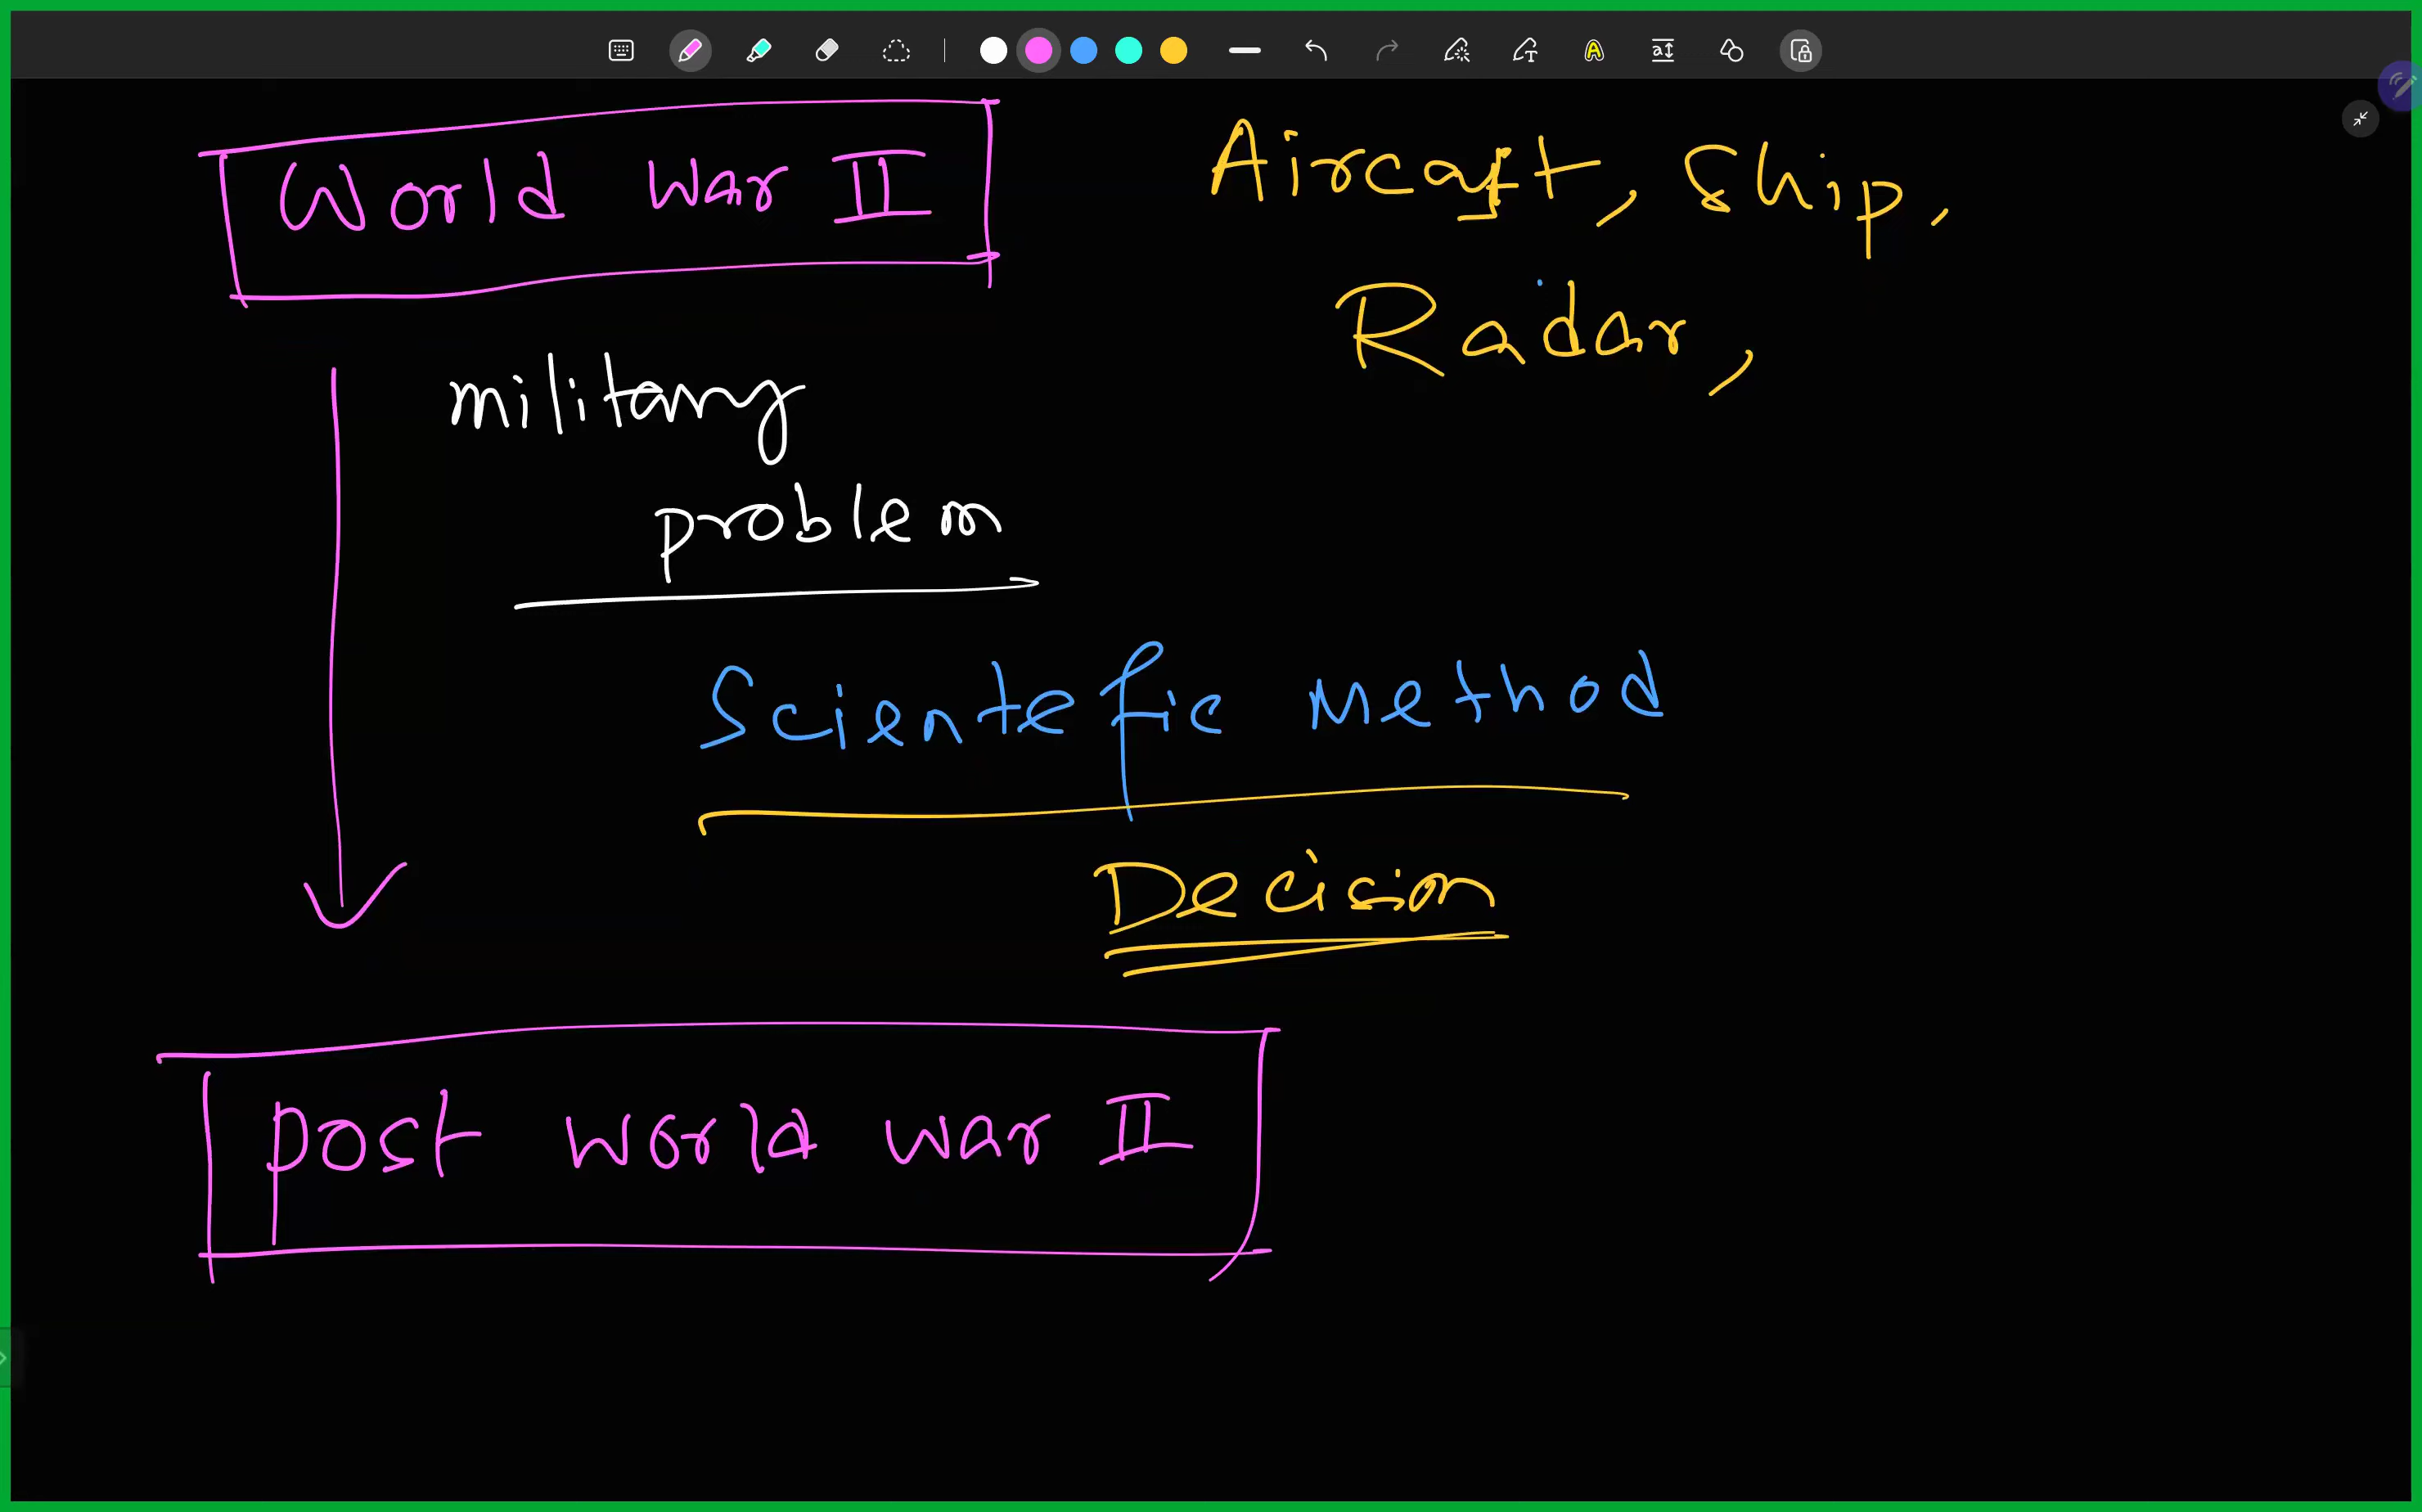 World War II
Aircaft, Ship,
Radar,
military
problem
Scientefic Method
Decision
Post World War II